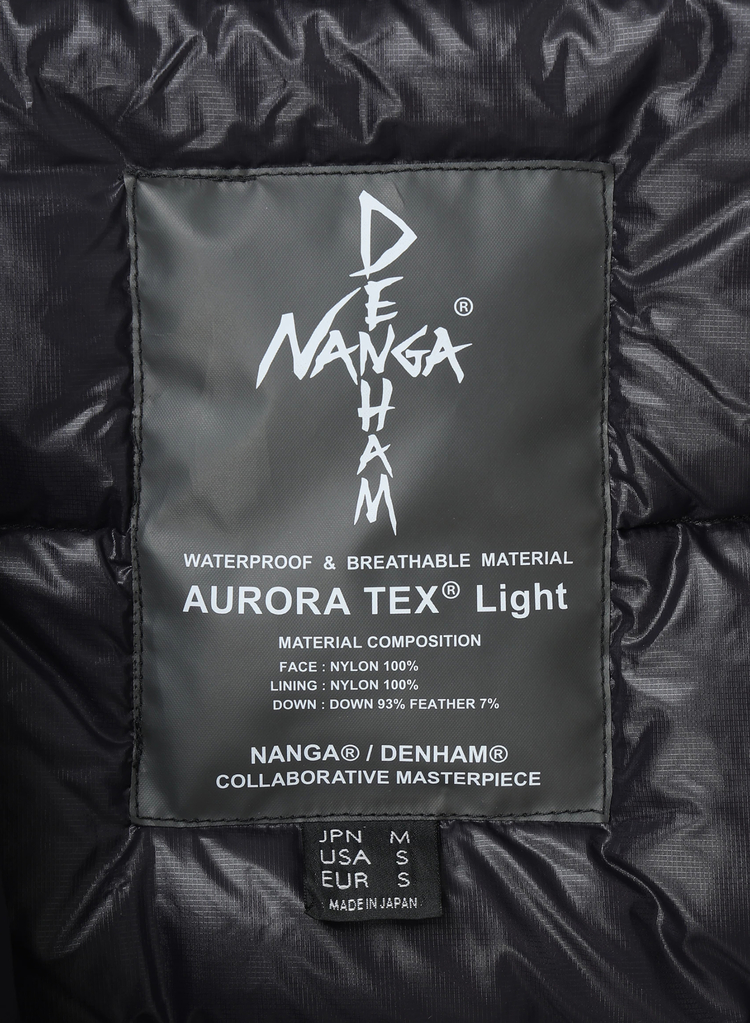 DENHAM
NANGA®
WATERPROOF & BREATHABLE MATERIAL
AURORA TEX® Light
MATERIAL COMPOSITION
FACE : NYLON 100%
LINING : NYLON 100%
DOWN : DOWN 93% FEATHER 7%
NANGA® / DENHAM®
COLLABORATIVE MASTERPIECE
JPN M
USA S
EUR S
MADE IN JAPAN